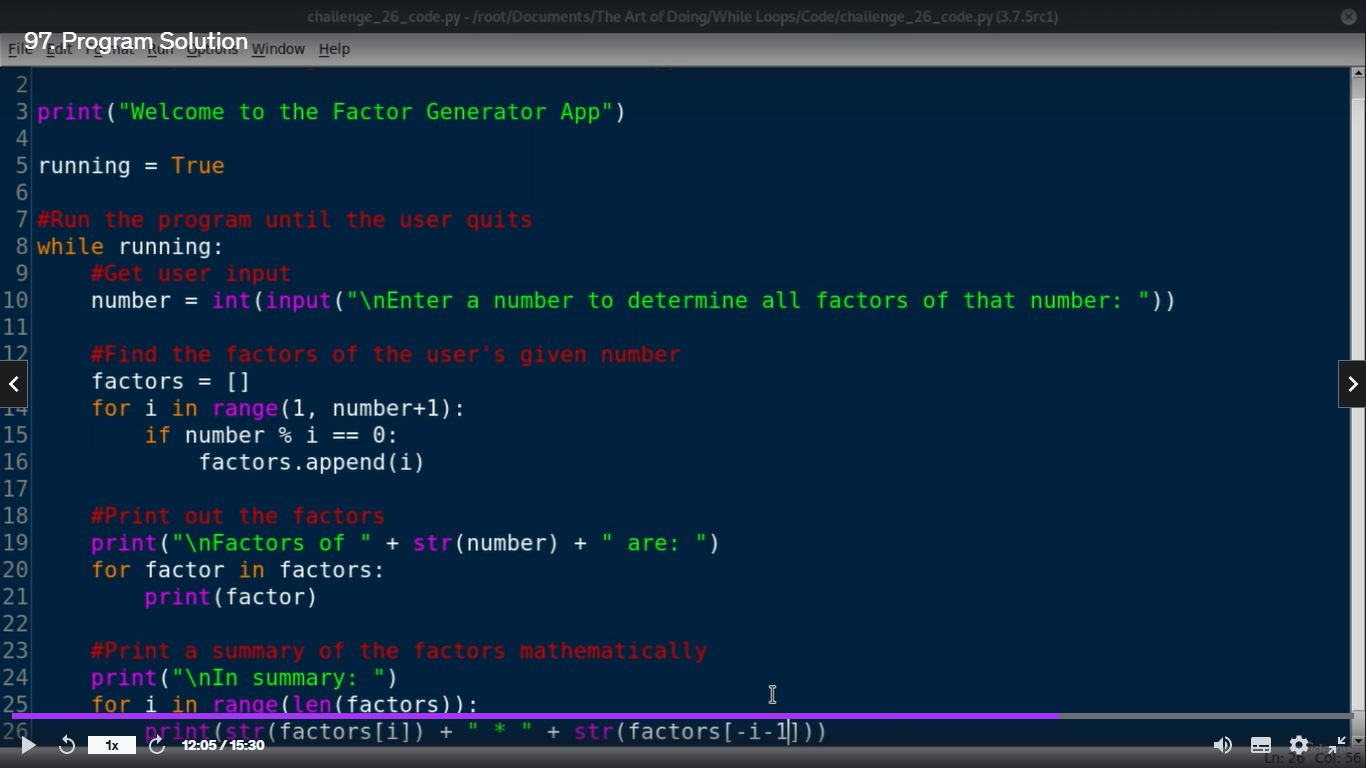 challenge_26_code.py - /root/Documents/The Art of Doing/While Loops/Code/challenge_26_code.py (3.7.5rc1)
97. Program Solution
File Edit Format Run Options Window Help
2
3 print("Welcome to the Factor Generator App")
4
5 running = True
6
7 #Run the program until the user quits
8 while running:
9     #Get user input
10     number = int(input("\nEnter a number to determine all factors of that number: "))
11
12     #Find the factors of the user's given number
    factors = []
14     for i in range(1, number+1):
15         if number % i == 0:
16             factors.append(i)
17
18     #Print out the factors
19     print("\nFactors of " + str(number) + " are: ")
20     for factor in factors:
21         print(factor)
22
23     #Print a summary of the factors mathematically
24     print("\nIn summary: ")
25     for i in range(len(factors)):
26         print(str(factors[i]) + " * " + str(factors[-i-1]))
1x 12:05 / 15:30
Ln: 26 Col: 56